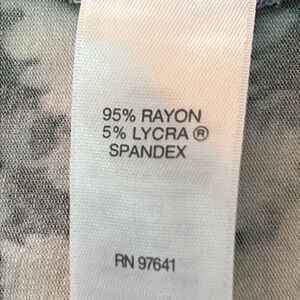 95% RAYON
5% LYCRA ®
SPANDEX
RN 97641